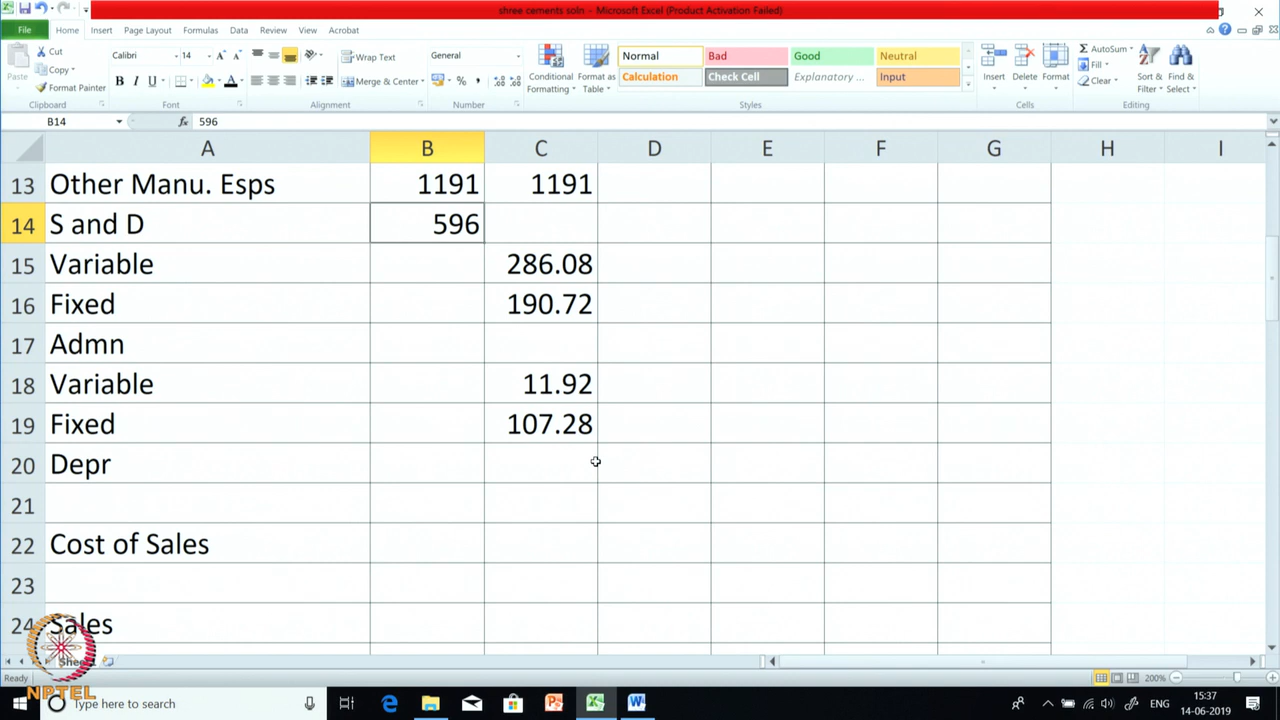 shree cements soln - Microsoft Excel (Product Activation Failed)
File Home Insert Page Layout Formulas Data Review View Acrobat
Cut
Copy
Format Painter
Paste
Clipboard
Calibri 14
B I U
Font
Wrap Text
Merge & Center
Alignment
General
Number
Conditional Formatting
Format as Table
Normal Bad Good Neutral
Calculation Check Cell Explanatory ... Input
Styles
Insert Delete Format
Cells
AutoSum
Fill
Clear
Sort & Filter
Find & Select
Editing
B14 fx 596
A B C D E F G H I
13 Other Manu. Esps 1191 1191
14 S and D 596
15 Variable 286.08
16 Fixed 190.72
17 Admn
18 Variable 11.92
19 Fixed 107.28
20 Depr
21
22 Cost of Sales
23
24 Sales
Ready 200%
NPTEL
Type here to search
ENG
15:37
14-06-2019